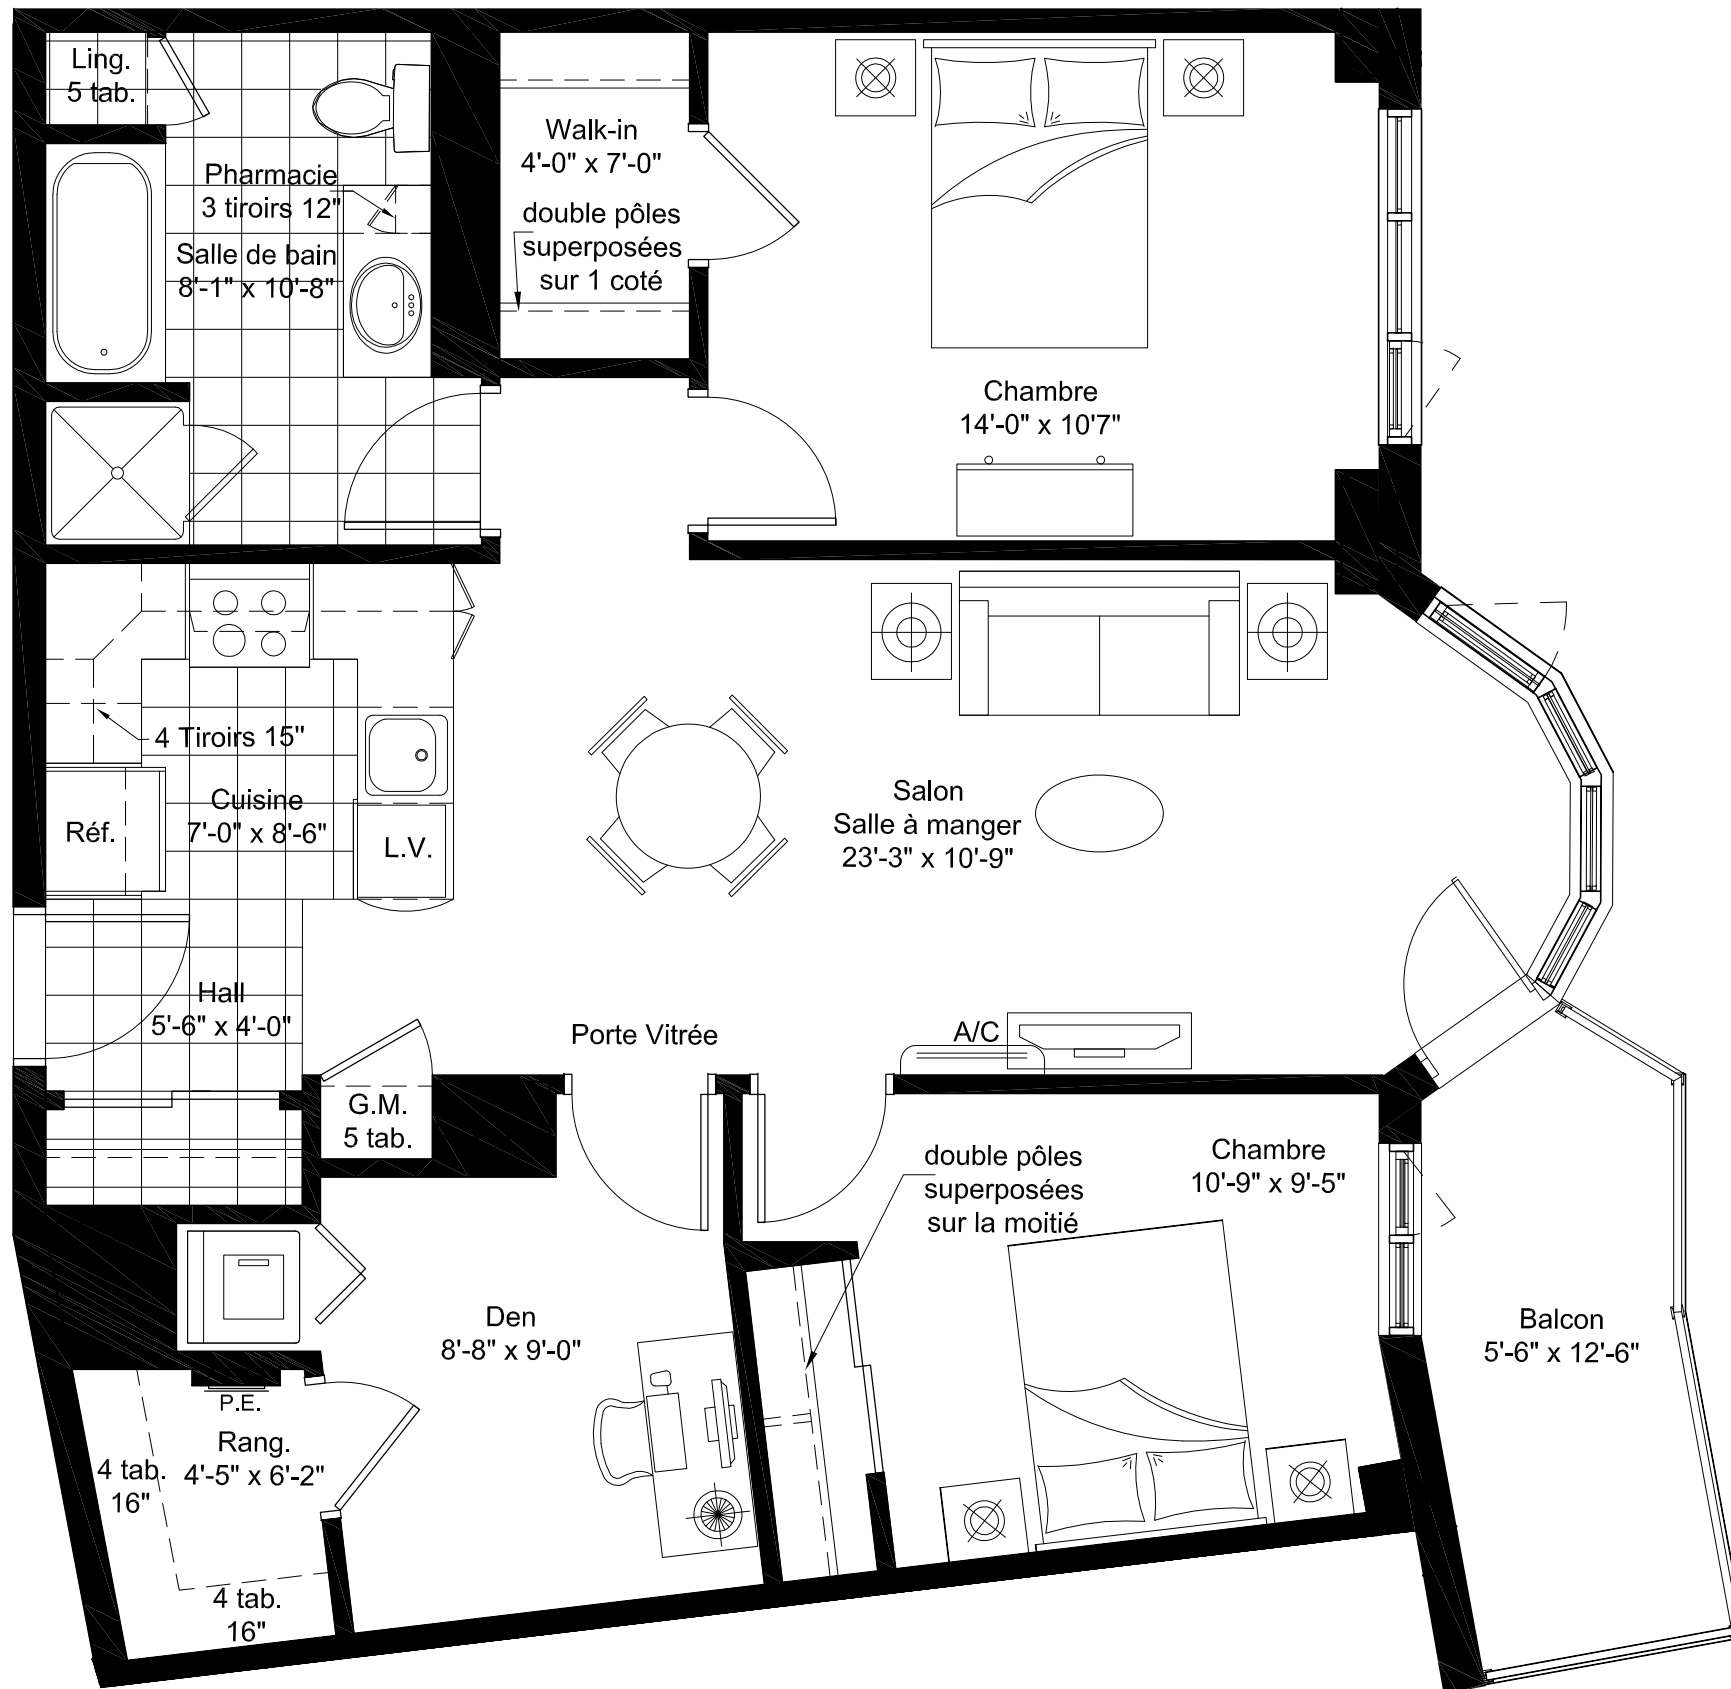 Ling.
5 tab.
Pharmacie
3 tiroirs 12"
Salle de bain
8'-1" x 10'-8"
Walk-in
4'-0" x 7'-0"
double pôles
superposées
sur 1 coté
Chambre
14'-0" x 10'7"
4 Tiroirs 15"
Cuisine
7'-0" x 8'-6"
Réf.
L.V.
Salon
Salle à manger
23'-3" x 10'-9"
Hall
5'-6" x 4'-0"
Porte Vitrée
A/C
G.M.
5 tab.
double pôles
superposées
sur la moitié
Chambre
10'-9" x 9'-5"
Den
8'-8" x 9'-0"
Balcon
5'-6" x 12'-6"
P.E.
Rang.
4'-5" x 6'-2"
4 tab.
16"
4 tab.
16"